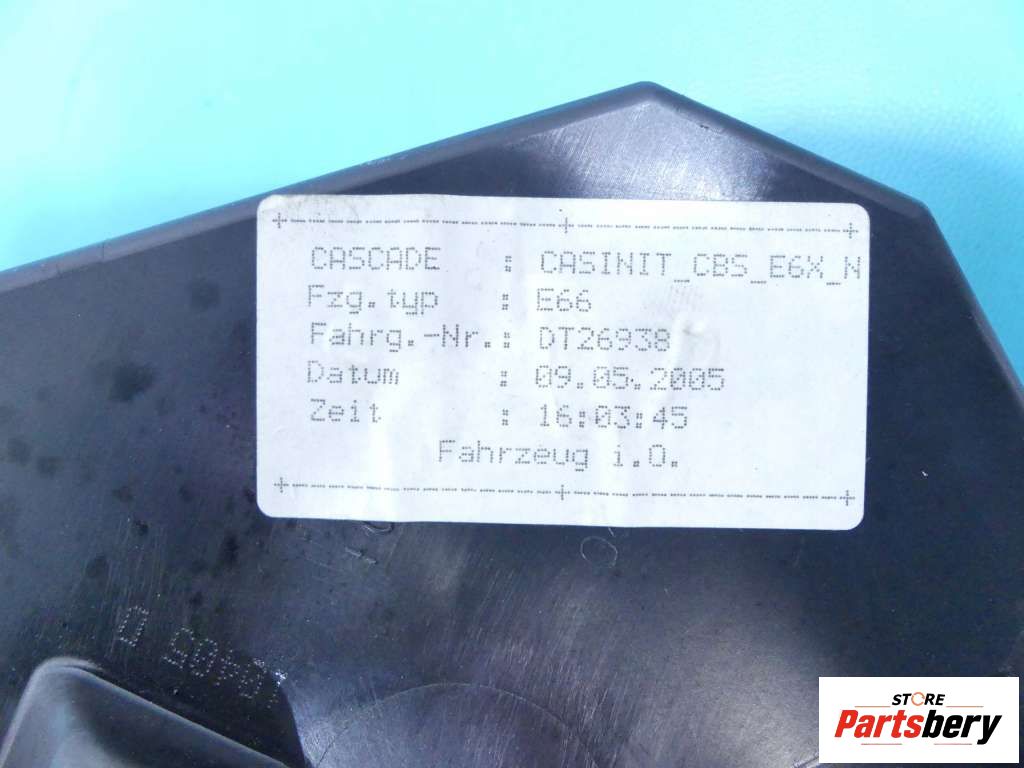 CASCADE : CASINIT_CBS_E6X_N
Fzg.typ : E66
Fahrg.-Nr.: DT26938
Datum : 09.05.2005
Zeit : 16:03:45
Fahrzeug i.O.
STORE
Partsbery